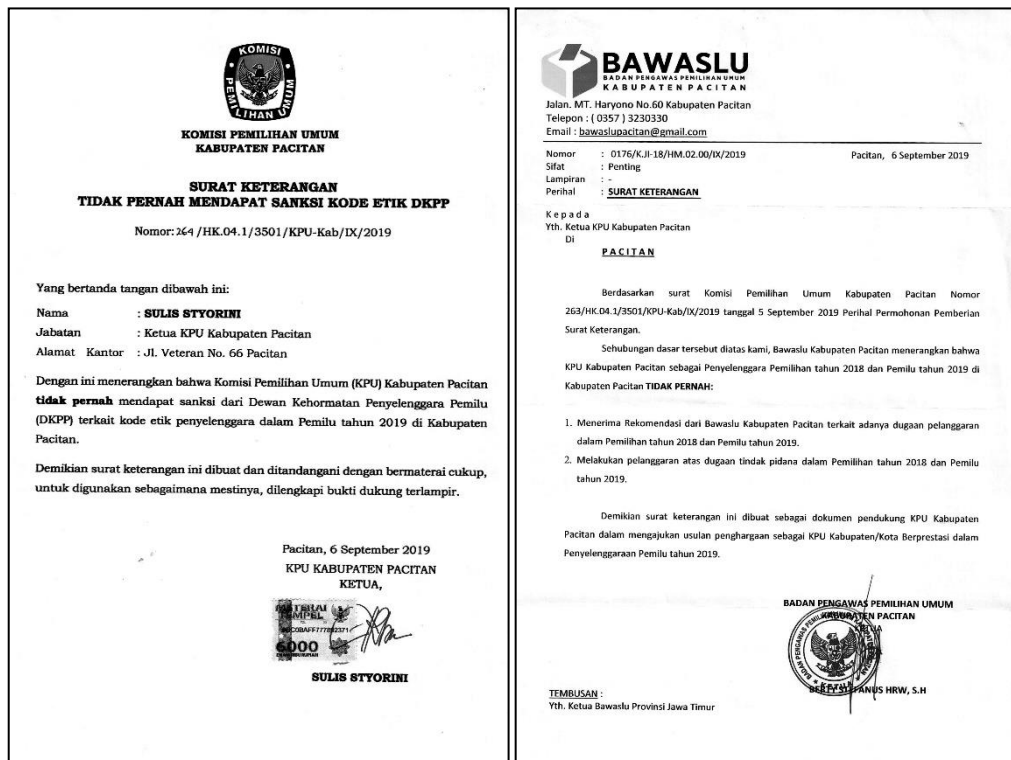 KOMISI
PEMILIHAN UMUM
KOMISI PEMILIHAN UMUM
KABUPATEN PACITAN
SURAT KETERANGAN
TIDAK PERNAH MENDAPAT SANKSI KODE ETIK DKPP
Nomor: 264 /HK.04.1/3501/KPU-Kab/IX/2019
Yang bertanda tangan dibawah ini:
Nama : SULIS STYORINI
Jabatan : Ketua KPU Kabupaten Pacitan
Alamat Kantor : Jl. Veteran No. 66 Pacitan
Dengan ini menerangkan bahwa Komisi Pemilihan Umum (KPU) Kabupaten Pacitan
tidak pernah mendapat sanksi dari Dewan Kehormatan Penyelenggara Pemilu
(DKPP) terkait kode etik penyelenggara dalam Pemilu tahun 2019 di Kabupaten
Pacitan.
Demikian surat keterangan ini dibuat dan ditandangani dengan bermaterai cukup,
untuk digunakan sebagaimana mestinya, dilengkapi bukti dukung terlampir.
Pacitan, 6 September 2019
KPU KABUPATEN PACITAN
KETUA,
METERAI
TEMPEL
6000
SULIS STYORINI
BAWASLU
BADAN PENGAWAS PEMILIHAN UMUM
KABUPATEN PACITAN
Jalan. MT. Haryono No.60 Kabupaten Pacitan
Telepon : ( 0357 ) 3230330
Email : bawaslupacitan@gmail.com
Nomor : 0176/K.JI-18/HM.02.00/IX/2019 Pacitan, 6 September 2019
Sifat : Penting
Lampiran : -
Perihal : SURAT KETERANGAN
K e p a d a
Yth. Ketua KPU Kabupaten Pacitan
Di
P A C I T A N
Berdasarkan surat Komisi Pemilihan Umum Kabupaten Pacitan Nomor
263/HK.04.1/3501/KPU-Kab/IX/2019 tanggal 5 September 2019 Perihal Permohonan Pemberian
Surat Keterangan.
Sehubungan dasar tersebut diatas kami, Bawaslu Kabupaten Pacitan menerangkan bahwa
KPU Kabupaten Pacitan sebagai Penyelenggara Pemilihan tahun 2018 dan Pemilu tahun 2019 di
Kabupaten Pacitan TIDAK PERNAH:
1. Menerima Rekomendasi dari Bawaslu Kabupaten Pacitan terkait adanya dugaan pelanggaran
dalam Pemilihan tahun 2018 dan Pemilu tahun 2019.
2. Melakukan pelanggaran atas dugaan tindak pidana dalam Pemilihan tahun 2018 dan Pemilu
tahun 2019.
Demikian surat keterangan ini dibuat sebagai dokumen pendukung KPU Kabupaten
Pacitan dalam mengajukan usulan penghargaan sebagai KPU Kabupaten/Kota Berprestasi dalam
Penyelenggaraan Pemilu tahun 2019.
BADAN PENGAWAS PEMILIHAN UMUM
KABUPATEN PACITAN
KETUA
HRW, S.H
TEMBUSAN :
Yth. Ketua Bawaslu Provinsi Jawa Timur